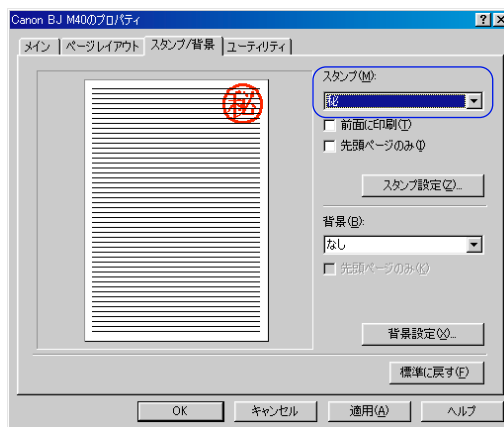 Canon BJ M40のプロパティ
メイン ページレイアウト スタンプ/背景 ユーティリティ
スタンプ(M):
秘
秘
前面に印刷(T)
先頭ページのみ(I)
スタンプ設定(Z)...
背景(B):
なし
先頭ページのみ(K)
背景設定(X)...
標準に戻す(F)
OK キャンセル 適用(A) ヘルプ